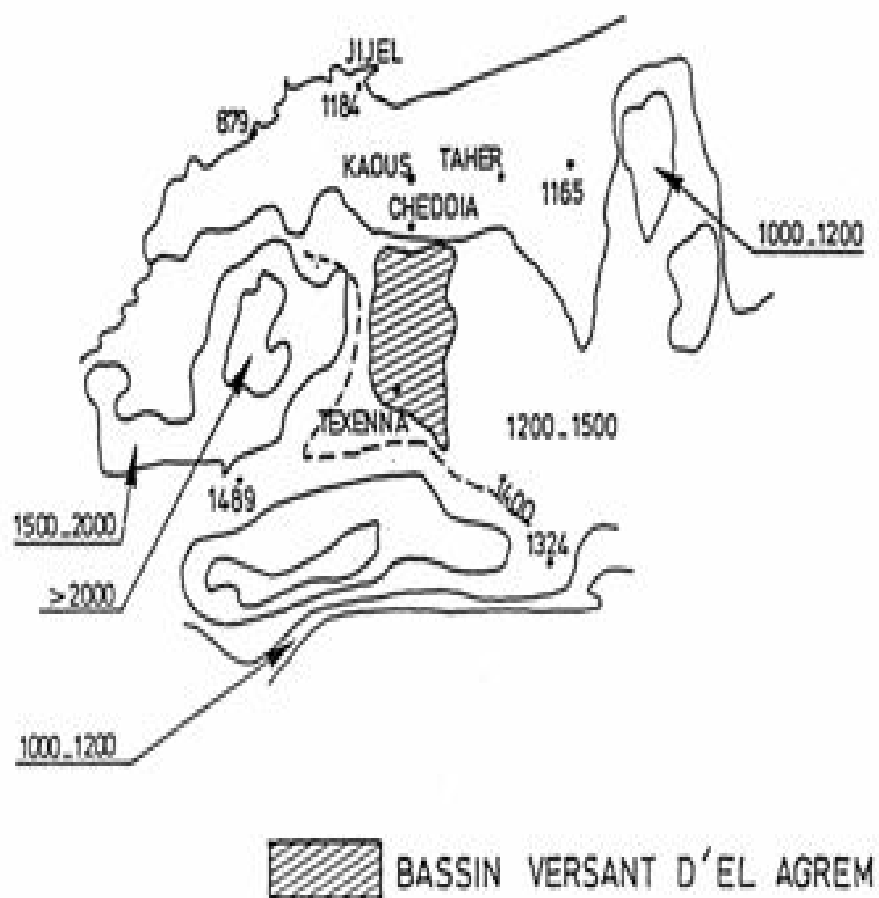 JIJEL
1184
879
KAOUS
TAHER
1165
CHEDDIA
1000_1200
TEXENNA
1200_1500
1489
1400
1500_2000
1324
>2000
1000_1200
BASSIN VERSANT D'EL AGREM